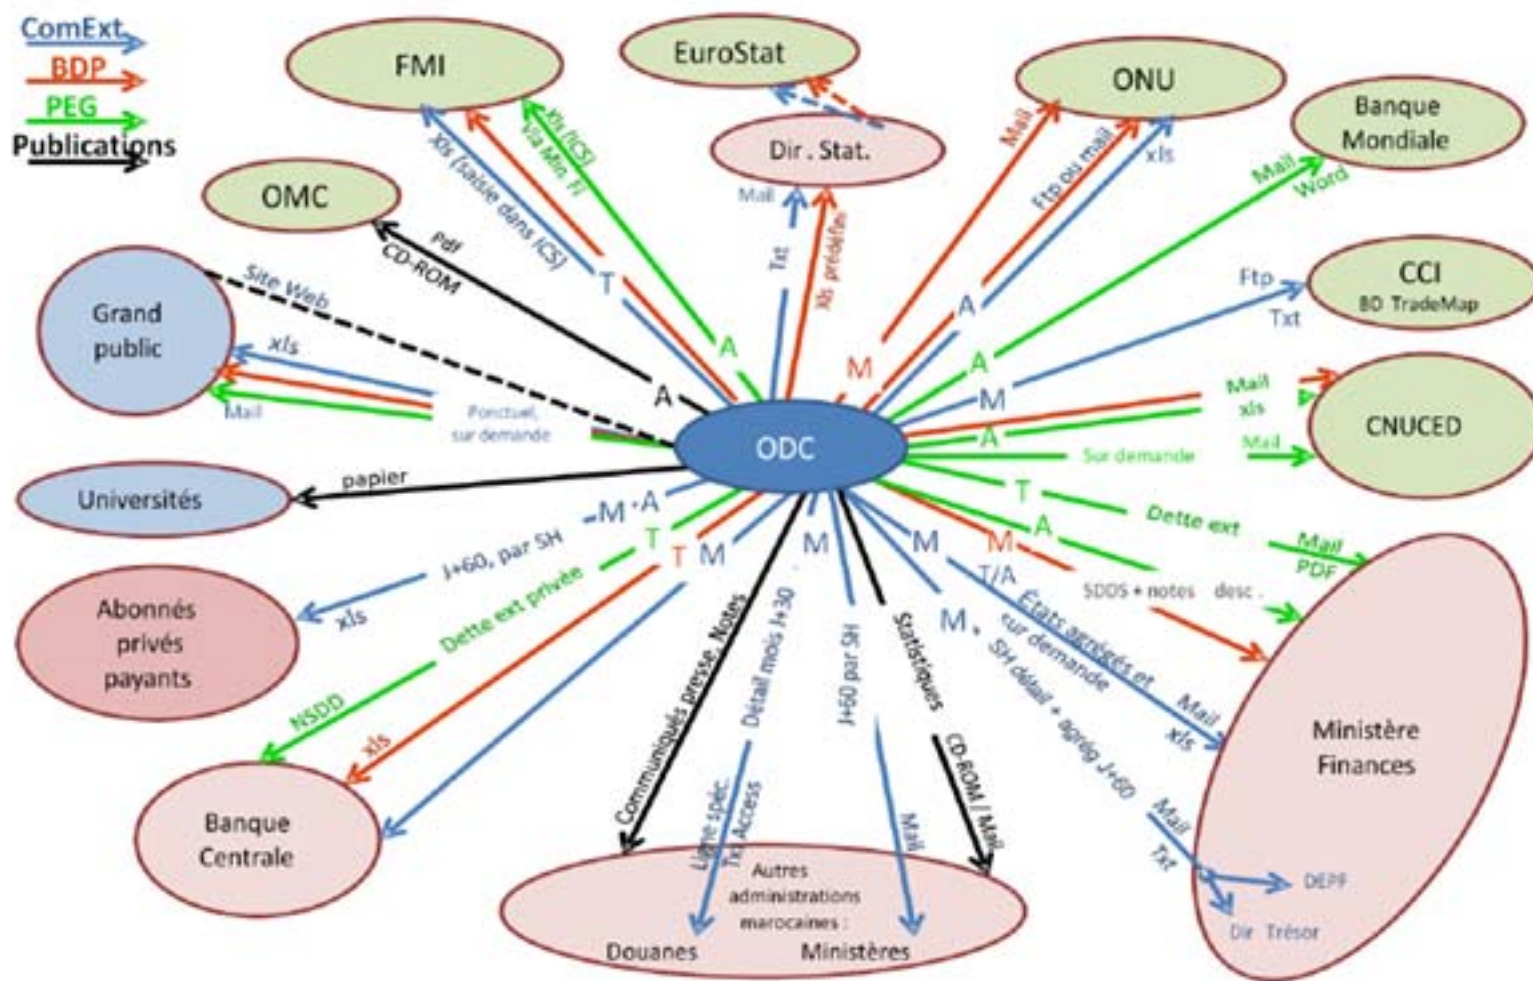 ComExt
BDP
PEG
Publications
FMI
EuroStat
ONU
Banque
Mondiale
Dir . Stat.
OMC
Grand
public
CCI
BD TradeMap
CNUCED
Universités
ODC
Abonnés
privés
payants
Banque
Centrale
Autres
administrations
marocaines :
Douanes
Ministères
Ministère
Finances
DEPF
Dir Trésor
Xls (saisie dans ICS)
T
Xls (ICS)
Via Min. Fi
A
Pdf
CD-ROM
A
Site Web
xls
Mail
Ponctuel,
sur demande
papier
Mail
Txt
Xls prédéfini
Mail
M
Ftp ou mail
A
xls
Mail
Word
A
Ftp
Txt
M
Mail
xls
A
Sur demande
Mail
T
Dette ext
Mail
PDF
A
M
SDDS + notes desc .
M
T/A
États agrégés et
sur demande
Mail
xls
M
SH détail + agrég J+60
Mail
Txt
M · A
J+60, par SH
xls
T
Dette ext privée
NSDD
T
xls
M
Communiqués presse, Notes
M
Détail mois J+30
Ligne spéc.
Txt Access
J+60 par SH
Mail
Statistiques
CD-ROM / Mail